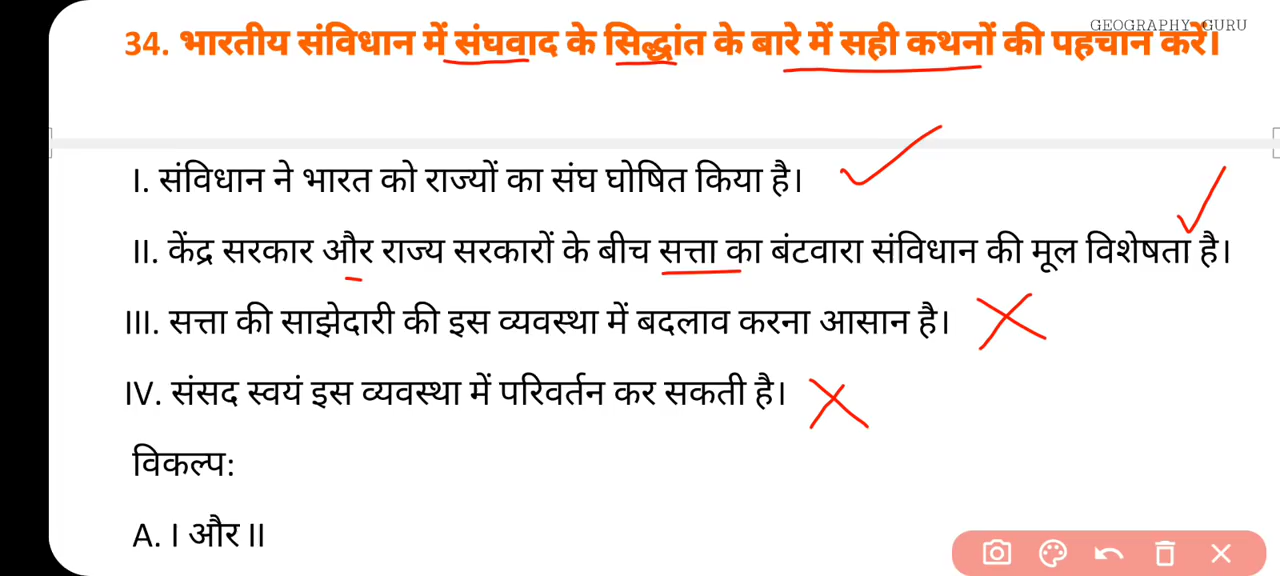 GEOGRAPHY GURU
34. भारतीय संविधान में संघवाद के सिद्धांत के बारे में सही कथनों की पहचान करें।
I. संविधान ने भारत को राज्यों का संघ घोषित किया है।
II. केंद्र सरकार और राज्य सरकारों के बीच सत्ता का बंटवारा संविधान की मूल विशेषता है।
III. सत्ता की साझेदारी की इस व्यवस्था में बदलाव करना आसान है।
IV. संसद स्वयं इस व्यवस्था में परिवर्तन कर सकती है।
विकल्प:
A. I और II